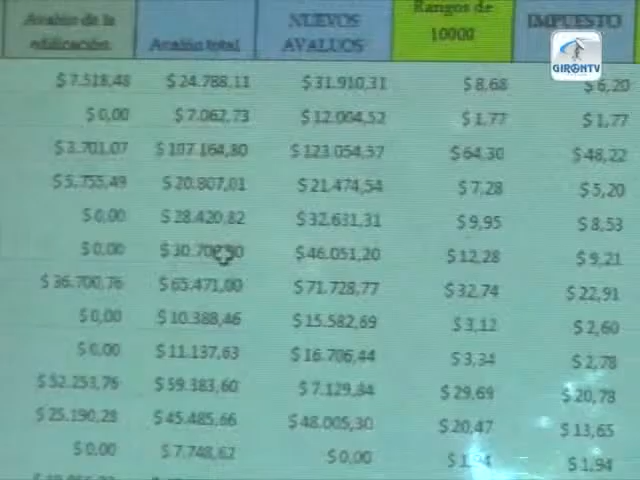 Avalúo de la edificación Avalúo total NUEVOS AVALUOS Rangos de 10000 IMPUESTO
GIRONTV
$ 7.518,48 $ 24.788,11 $ 31.910,31 $ 8,68 $ 6,20
$ 0,00 $ 7.062,73 $ 12.004,52 $ 1,77 $ 1,77
$ 3.701,07 $ 107.164,80 $ 123.054,57 $ 64,30 $ 48,22
$ 5.755,49 $ 20.807,01 $ 21.474,54 $ 7,28 $ 5,20
$ 0,00 $ 28.420,82 $ 32.631,31 $ 9,95 $ 8,53
$ 0,00 $ 46.051,20 $ 12,28 $ 9,21
$ 36.700,76 $ 65.471,00 $ 71.728,77 $ 32,74 $ 22,91
$ 0,00 $ 10.388,46 $ 15.582,69 $ 3,12 $ 2,60
$ 0,00 $ 11.137,63 $ 16.706,44 $ 3,34 $ 2,78
$ 52.253,76 $ 59.383,60 $ 7.129,84 $ 29,69 $ 20,78
$ 25.190,28 $ 45.485,66 $ 48.005,30 $ 20,47 $ 13,65
$ 0,00 $ 7.748,62 $ 0,00 $ 1,94